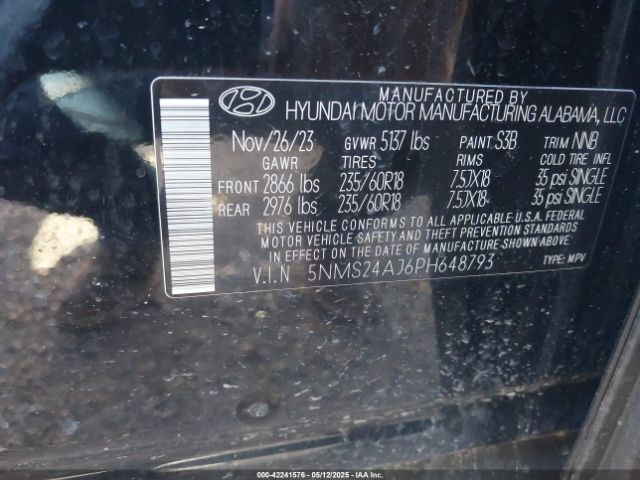 MANUFACTURED BY
HYUNDAI MOTOR MANUFACTURING ALABAMA, LLC
Nov/26/23 GVWR 5137 lbs PAINT S3B TRIM NNB
GAWR TIRES RIMS COLD TIRE INFL
FRONT 2866 lbs 235/60R18 7.5JX18 35 psi SINGLE
REAR 2976 lbs 235/60R18 7.5JX18 35 psi SINGLE
THIS VEHICLE CONFORMS TO ALL APPLICABLE U.S.A. FEDERAL
MOTOR VEHICLE SAFETY AND THEFT PREVENTION STANDARDS
IN EFFECT ON THE DATE OF MANUFACTURE SHOWN ABOVE.
V.I.N 5NMS24AJ6PH648793 TYPE: MPV
000-42241576 - 05/12/2025 - IAAI.COM